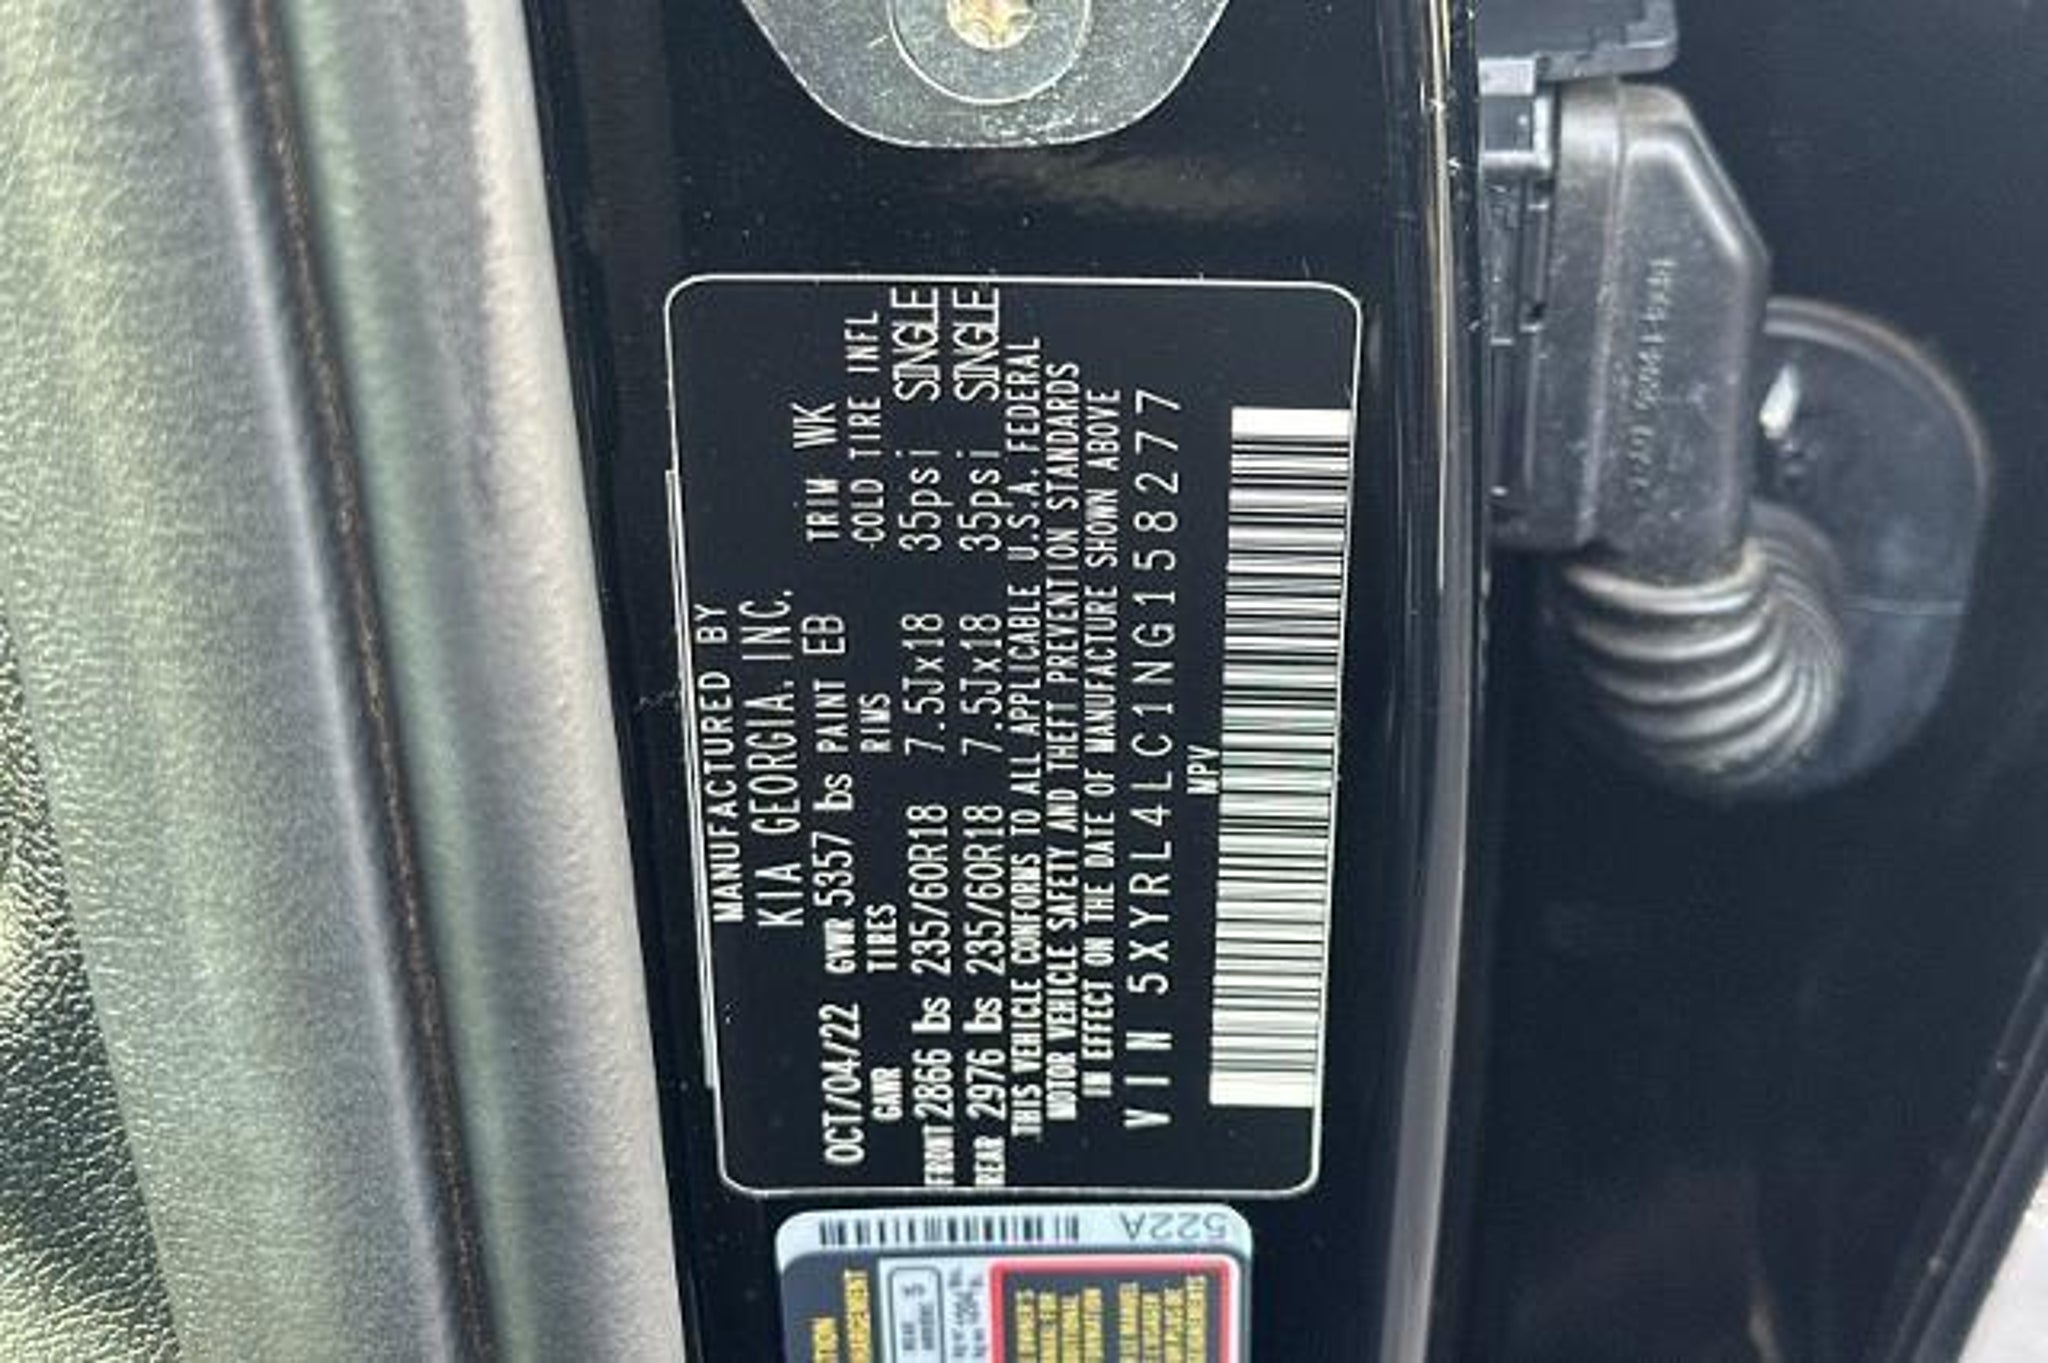 MANUFACTURED BY
KIA GEORGIA, INC.
OCT/04/22 GVWR 5357 lbs PAINT EB TRIM WK
GAWR TIRES RIMS COLD TIRE INFL
FRONT 2866 lbs 235/60R18 7.5Jx18 35psi SINGLE
REAR 2976 lbs 235/60R18 7.5Jx18 35psi SINGLE
THIS VEHICLE CONFORMS TO ALL APPLICABLE U.S.A. FEDERAL
MOTOR VEHICLE SAFETY AND THEFT PREVENTION STANDARDS
IN EFFECT ON THE DATE OF MANUFACTURE SHOWN ABOVE
VIN 5XYRL4LC1NG158277
MPV
522A